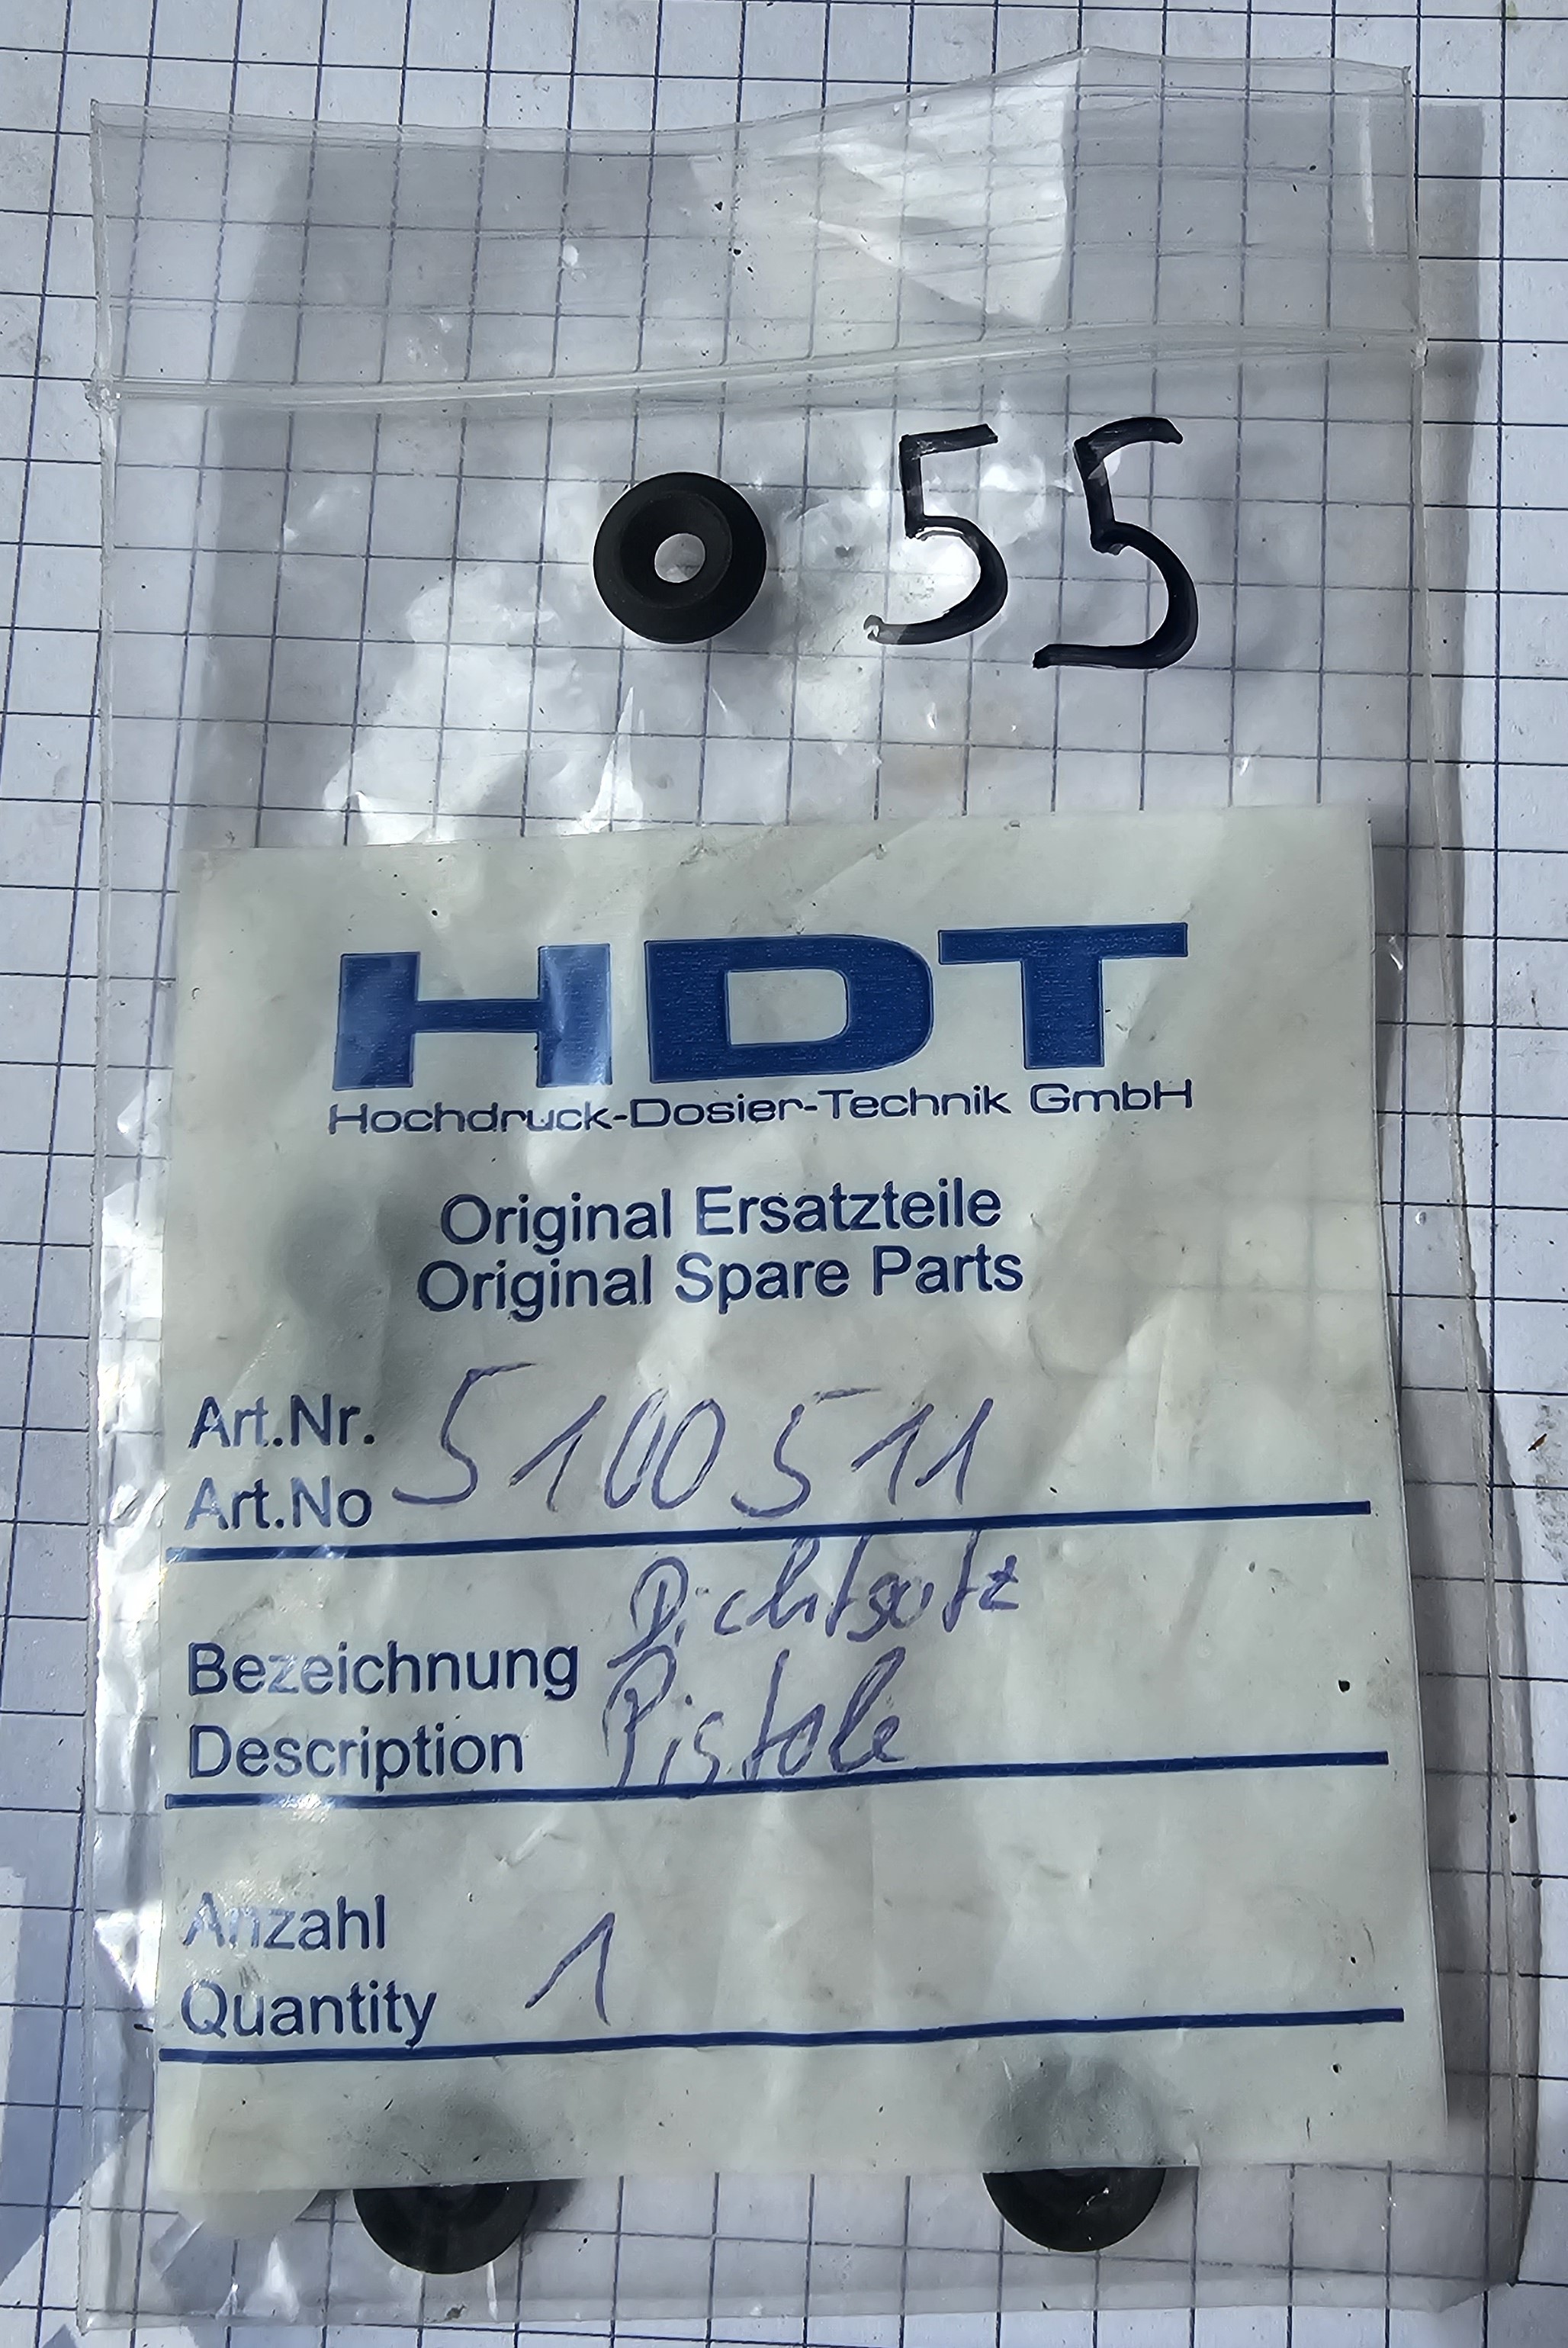 55
HDT
Hochdruck-Dosier-Technik GmbH
Original Ersatzteile
Original Spare Parts
Art.Nr.
Art.No 5100511
Dichtsatz
Bezeichnung Pistole
Description
Anzahl
Quantity 1